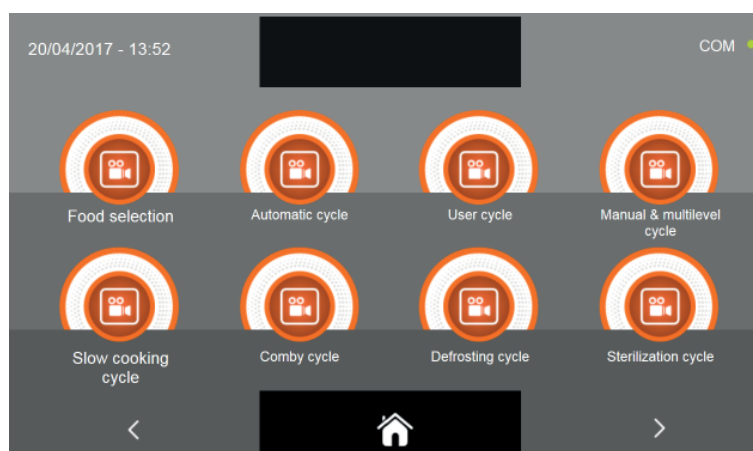 20/04/2017 - 13:52
COM
Food selection
Automatic cycle
User cycle
Manual & multilevel
cycle
Slow cooking
cycle
Comby cycle
Defrosting cycle
Sterilization cycle